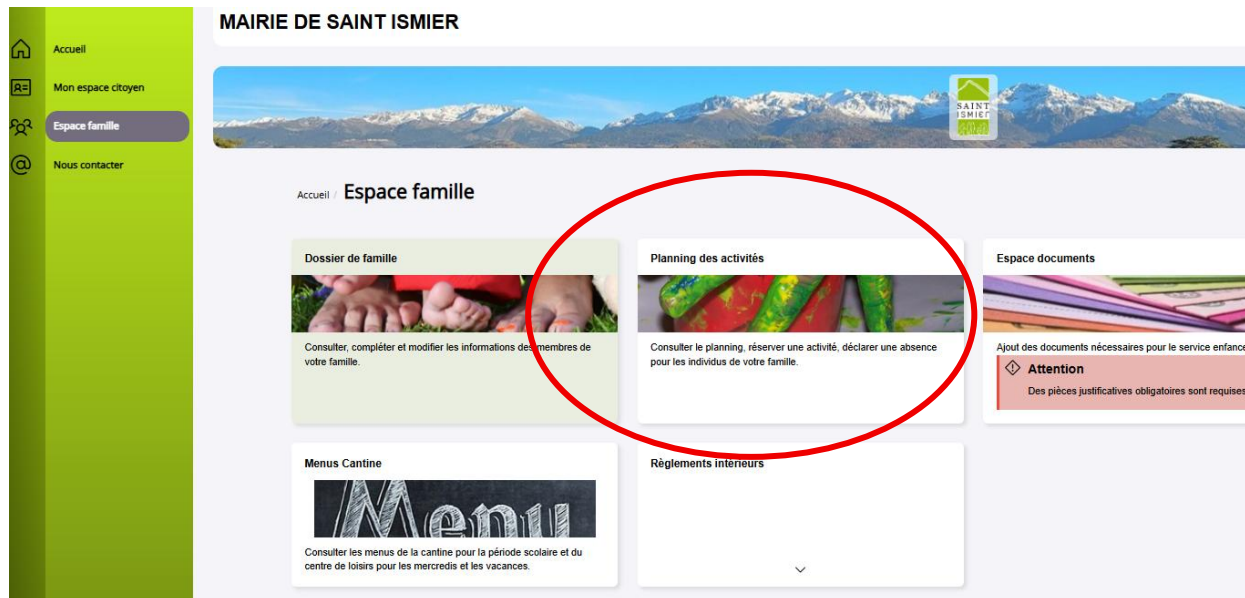 MAIRIE DE SAINT ISMIER
Accueil
Mon espace citoyen
Espace famille
Nous contacter
SAINT
ISMIER
Accueil / Espace famille
Dossier de famille
Consulter, compléter et modifier les informations des membres de
votre famille.
Planning des activités
Consulter le planning, réserver une activité, déclarer une absence
pour les individus de votre famille.
Espace documents
Ajout des documents nécessaires pour le service enfance
Attention
Des pièces justificatives obligatoires sont requises
Menus Cantine
Menu
Consulter les menus de la cantine pour la période scolaire et du
centre de loisirs pour les mercredis et les vacances.
Règlements intérieurs